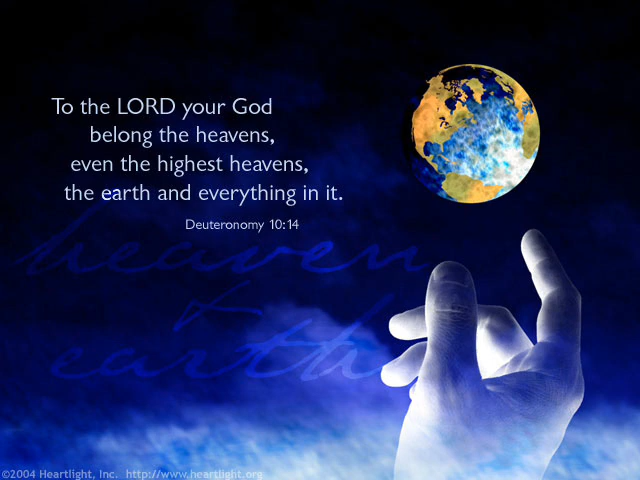 To the LORD your God
belong the heavens,
even the highest heavens,
the earth and everything in it.
Deuteronomy 10:14
heaven
&
earth
©2004 Heartlight, Inc. http://www.heartlight.org